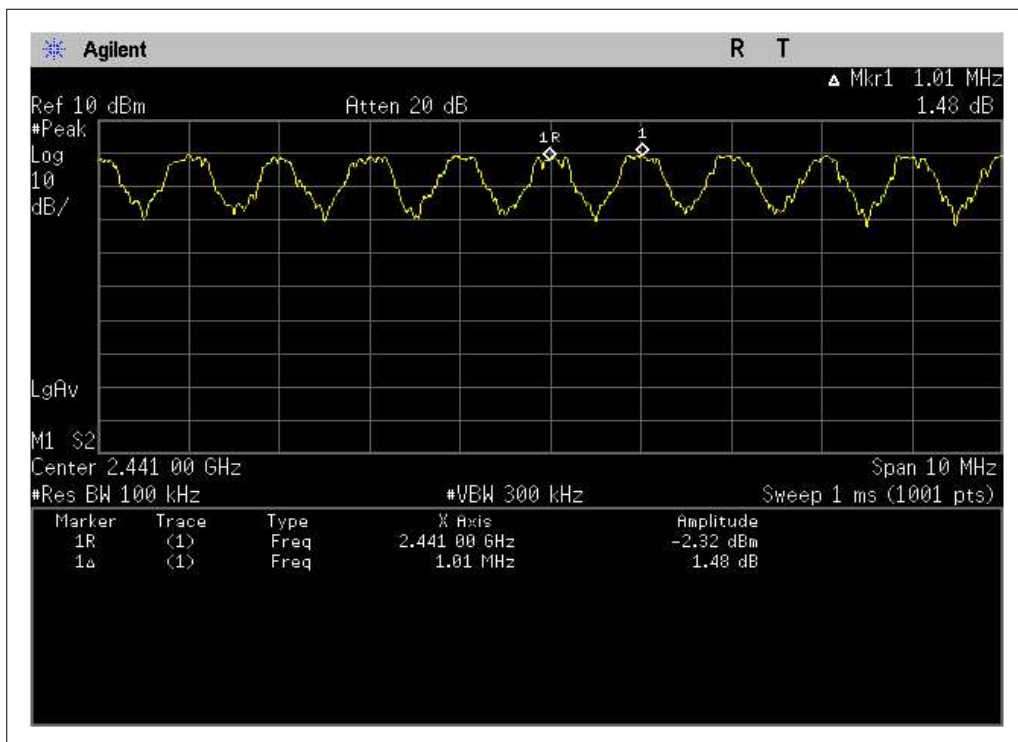 Agilent
R T
Δ Mkr1 1.01 MHz
Ref 10 dBm Atten 20 dB 1.48 dB
#Peak
Log
10
dB/
1R
1
LgAv
M1 S2
Center 2.441 00 GHz Span 10 MHz
#Res BW 100 kHz #VBW 300 kHz Sweep 1 ms (1001 pts)
Marker Trace Type X Axis Amplitude
1R (1) Freq 2.441 00 GHz -2.32 dBm
1Δ (1) Freq 1.01 MHz 1.48 dB